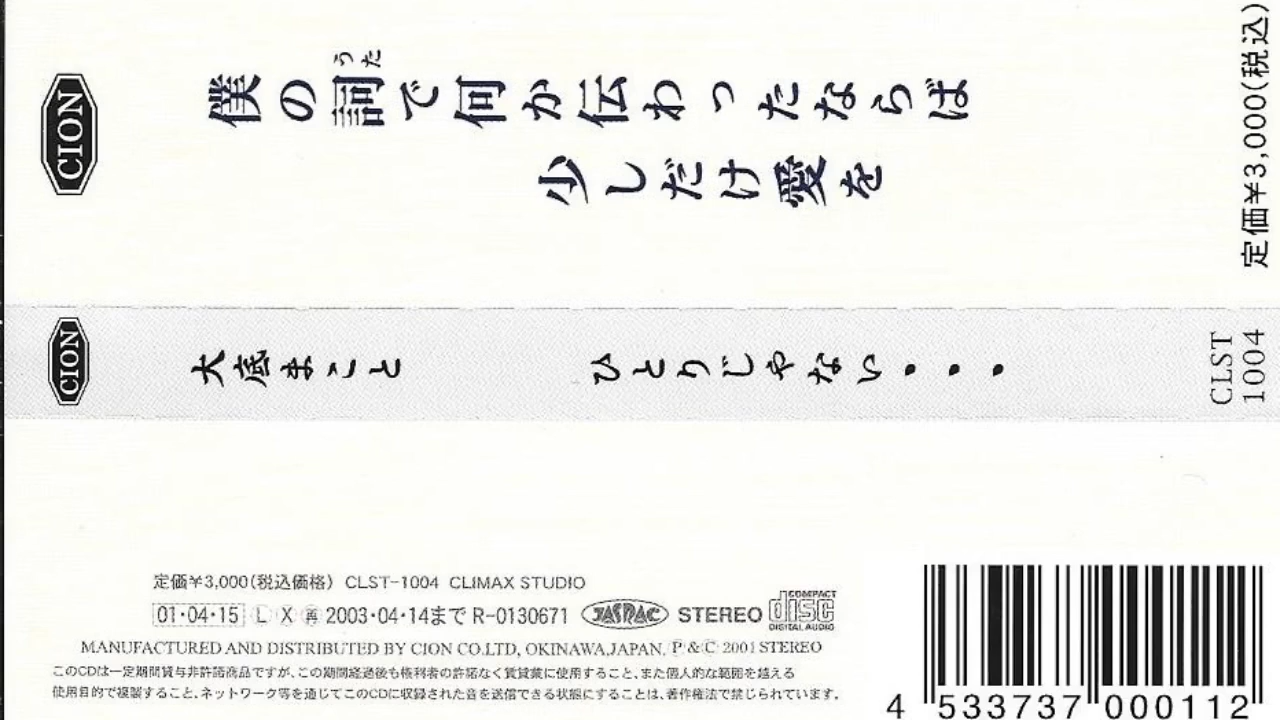 CION
僕の詞で何か伝わったならば
うた
少しだけ愛を
定価¥3,000(税込)
CION
大底まこと ひとりじゃない・・・
CLST
1004
定価¥3,000(税込価格) CLST-1004 CLIMAX STUDIO
01・04・15 L X 再 2003・04・14まで R-0130671 JASRAC STEREO COMPACT disc DIGITAL AUDIO
MANUFACTURED AND DISTRIBUTED BY CION CO.LTD, OKINAWA,JAPAN. P & C 2001 STEREO
このCDは一定期間貸与非許諾商品ですが、この期間経過後も権利者の許諾なく賃貸業に使用すること、また個人的な範囲を越える
使用目的で複製すること、ネットワーク等を通じてこのCDに収録された音を送信できる状態にすることは、著作権法で禁じられています。
4 533737 000112